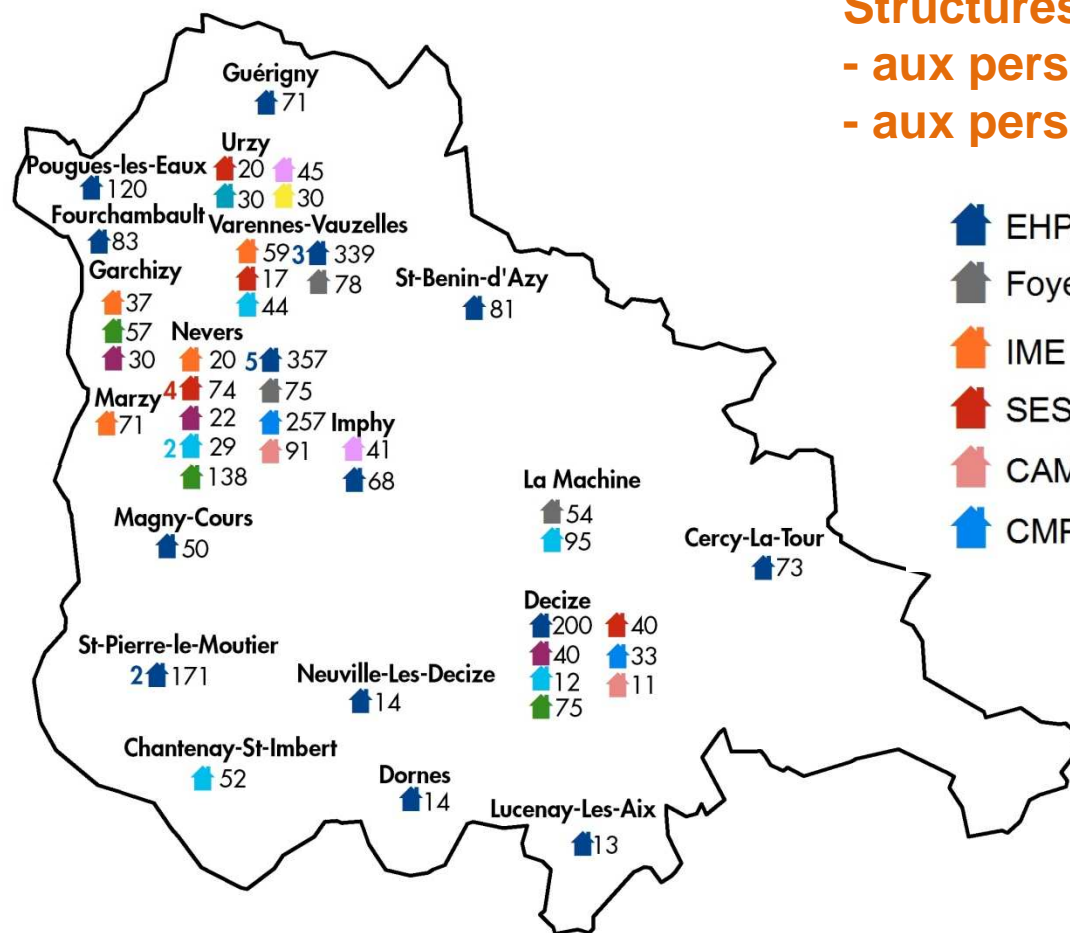 Structures
- aux pers
- aux pers
Guérigny
71
Urzy
20 45
30 30
Pougues-les-Eaux
120
Fourchambault
83
Varennes-Vauzelles
59 3 339
17 78
44
St-Benin-d'Azy
81
Garchizy
37
57
30
Nevers
20 5 357
4 74 75
22 257
2 29 91
138
Marzy
71
Imphy
41
68
Magny-Cours
50
La Machine
54
95
Cercy-La-Tour
73
Decize
200 40
40 33
12 11
75
St-Pierre-le-Moutier
2 171
Neuville-Les-Decize
14
Chantenay-St-Imbert
52
Dornes
14
Lucenay-Les-Aix
13
EHP
Foye
IME
SES
CAM
CMP